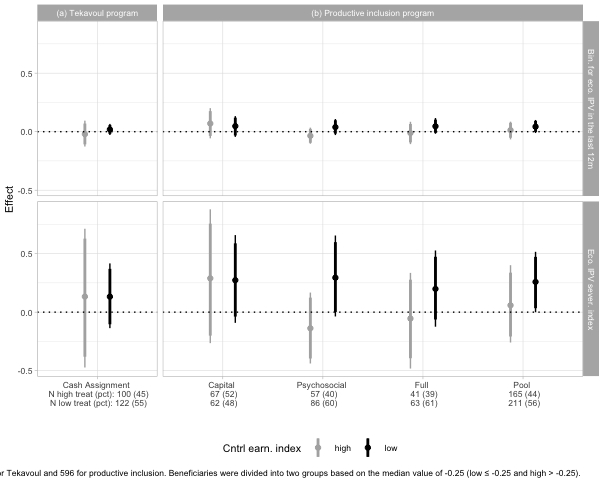 (a) Tekavoul program
(b) Productive inclusion program
0.5
0.0
-0.5
Bin. for eco. IPV in the last 12m
Effect
0.5
0.0
-0.5
Eco. IPV sever. index
Cash Assignment
N high treat (pct): 100 (45)
N low treat (pct): 122 (55)
Capital
67 (52)
62 (48)
Psychosocial
57 (40)
86 (60)
Full
41 (39)
63 (61)
Pool
165 (44)
211 (56)
Cntrl earn. index high low
r Tekavoul and 596 for productive inclusion. Beneficiaries were divided into two groups based on the median value of -0.25 (low ≤ -0.25 and high > -0.25).